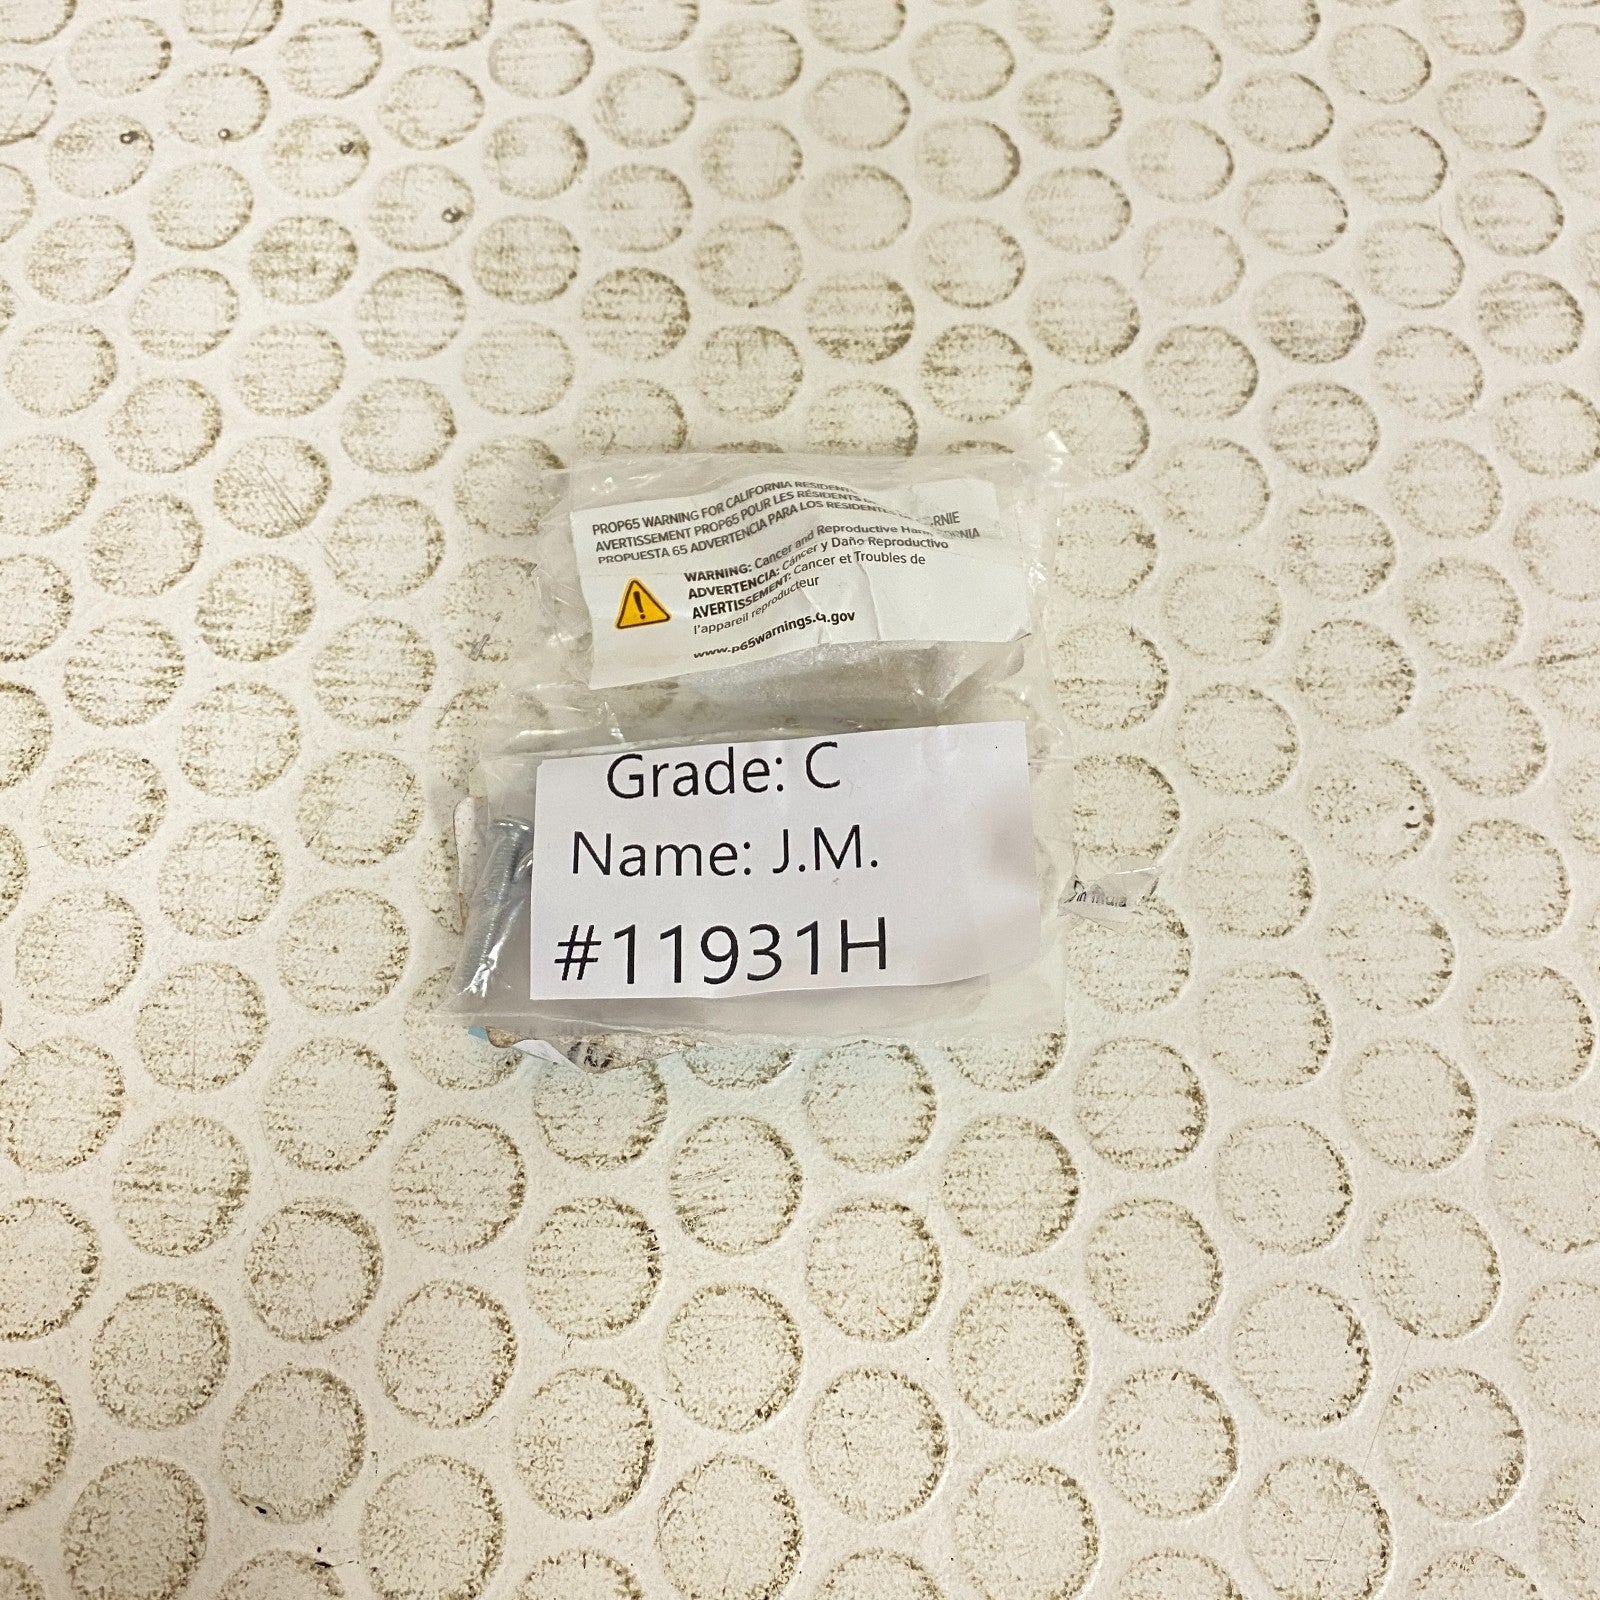 PROP65 WARNING FOR CALIFORNIA RESIDENTS
AVERTISSEMENT PROP65 POUR LES RÉSIDENTS
PROPUESTA 65 ADVERTENCIA PARA LOS RESIDENTES
WARNING: Cancer and Reproductive Harm
ADVERTENCIA: Cáncer y Daño Reproductivo
AVERTISSEMENT: Cancer et Troubles de
l'appareil reproducteur
www.p65warnings.ca.gov
Grade: C
Name: J.M.
#11931H